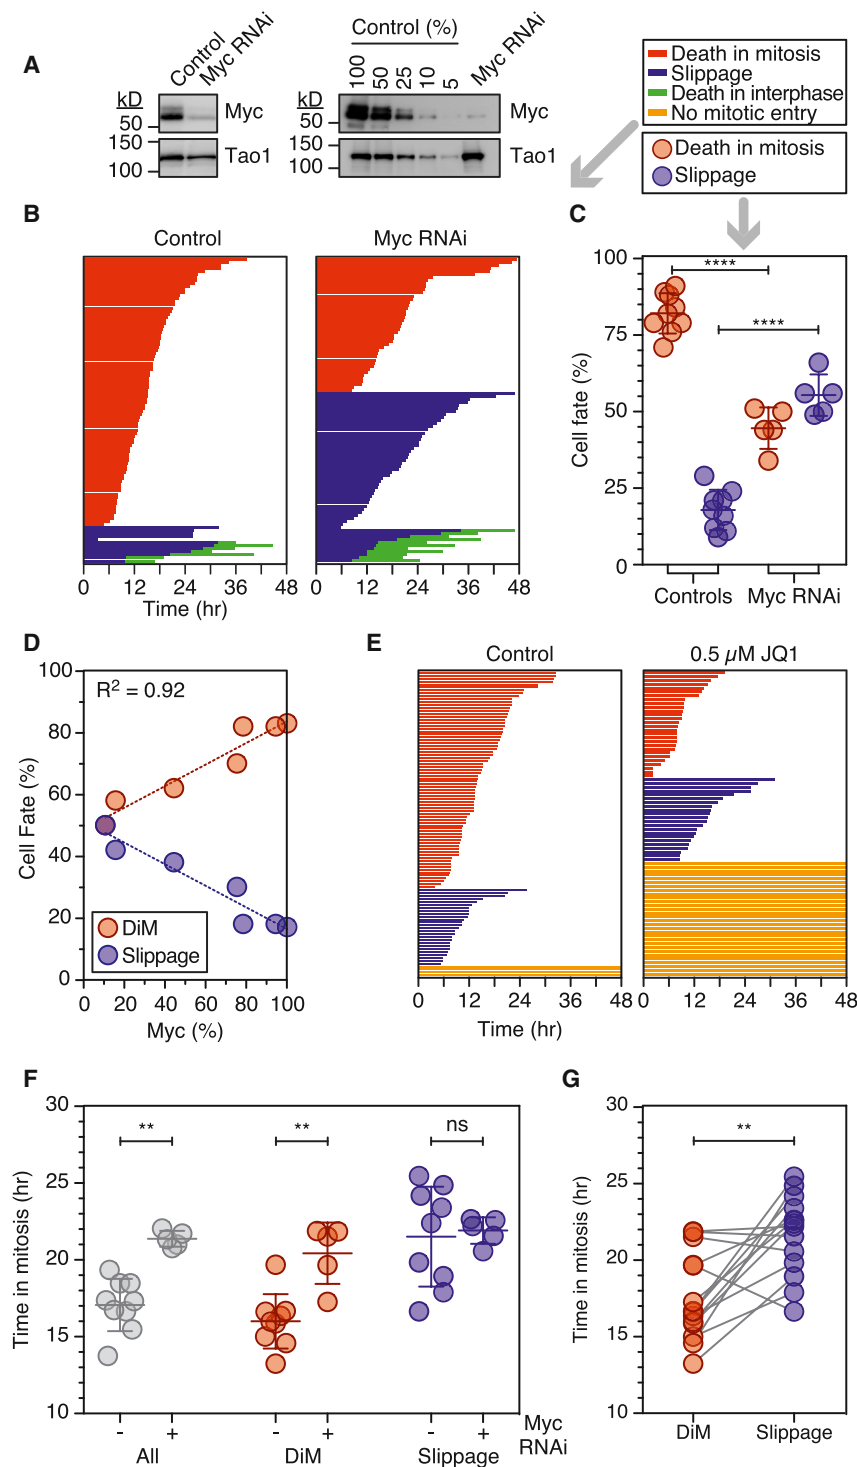 A
Control
Myc RNAi
kD
50
Myc
150
100
Tao1
Control (%)
100
50
25
10
5
Myc RNAi
kD
50
Myc
150
100
Tao1
Death in mitosis
Slippage
Death in interphase
No mitotic entry
Death in mitosis
Slippage
B
Control
Myc RNAi
0 12 24 36 48
0 12 24 36 48
Time (hr)
C
Cell fate (%)
100
75
50
25
0
****
****
Controls Myc RNAi
D
R2 = 0.92
Cell Fate (%)
100
80
60
40
20
0
DiM
Slippage
0 20 40 60 80 100
Myc (%)
E
Control
0.5 µM JQ1
0 12 24 36 48
0 12 24 36 48
Time (hr)
F
Time in mitosis (hr)
30
25
20
15
10
**
**
ns
- + - + - +
Myc
RNAi
All DiM Slippage
G
Time in mitosis (hr)
30
25
20
15
10
**
DiM Slippage